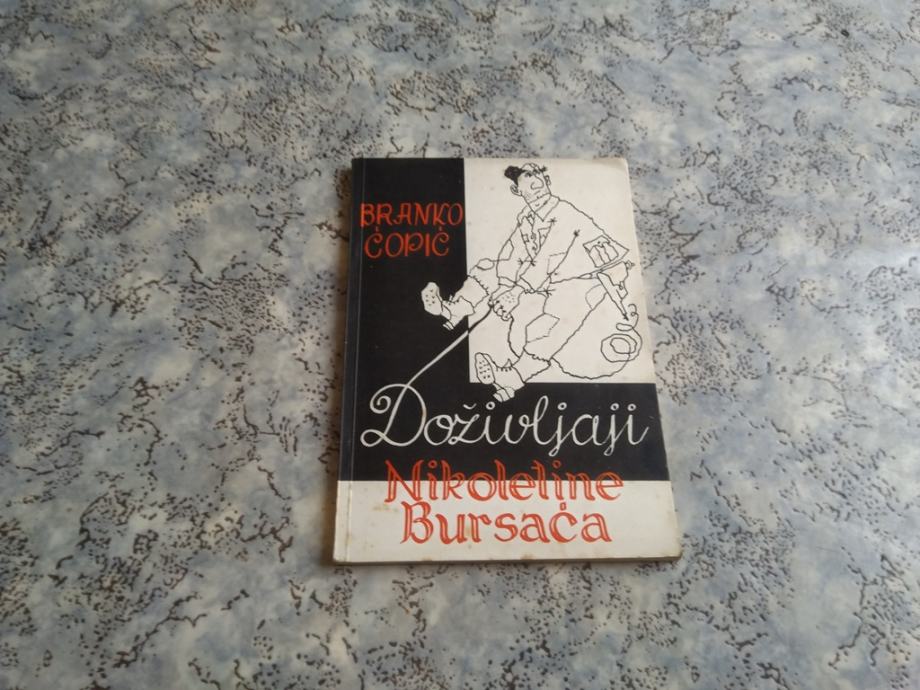 BRANKO
ĆOPIĆ
Doživljaji
Nikoletine
Bursaća